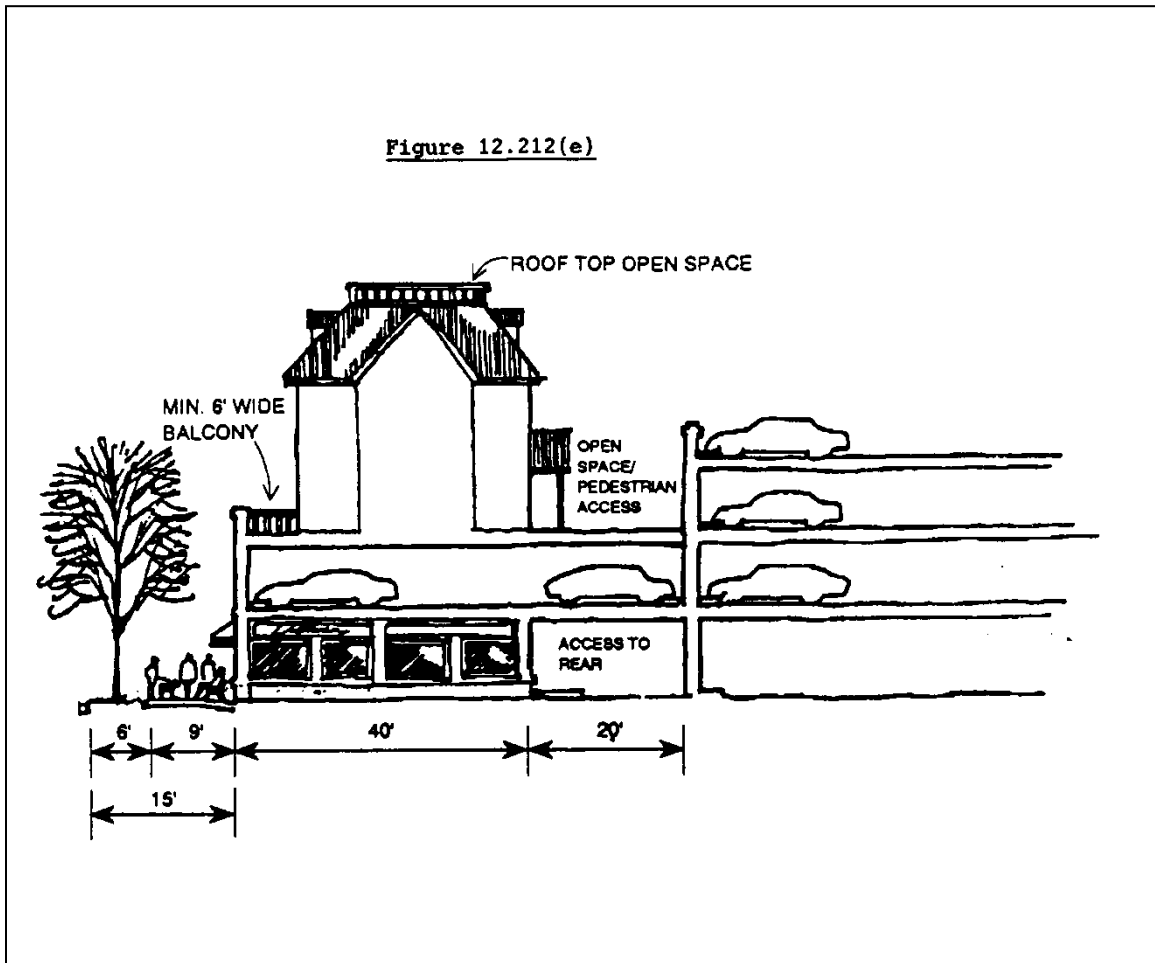 Figure 12.212(e)
ROOF TOP OPEN SPACE
MIN. 6' WIDE
BALCONY
OPEN
SPACE/
PEDESTRIAN
ACCESS
ACCESS TO
REAR
6'
9'
40'
20'
15'